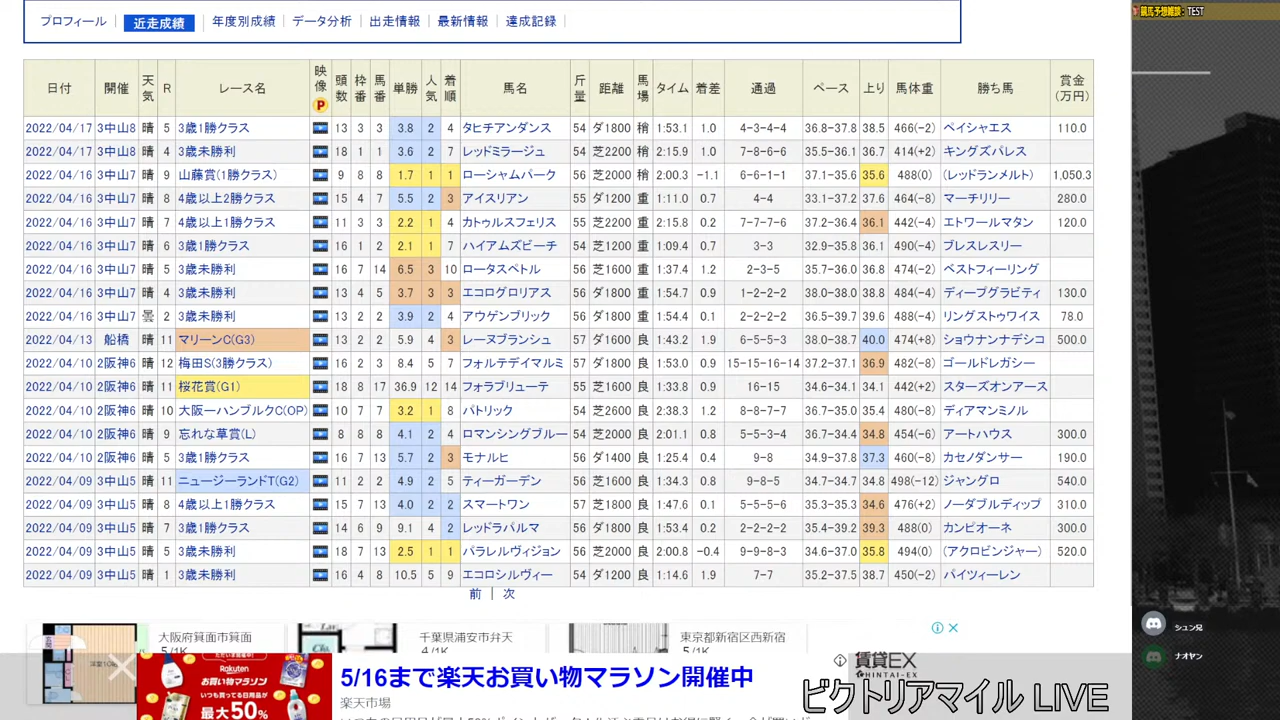 プロフィール 近走成績 年度別成績 データ分析 出走情報 最新情報 達成記録
日付 開催 天気 R レース名 映像 頭数 枠番 馬番 単勝 人気 着順 馬名 斤量 距離 馬場 タイム 着差 通過 ペース 上り 馬体重 勝ち馬 賞金(万円)
P
2022/04/17 3中山8 晴 5 3歳1勝クラス 13 3 3 3.8 2 4 タヒチアンダンス 54 ダ1800 稍 1:53.1 1.0 4-3-4-4 36.8-37.8 38.5 466(-2) ペイシャエス 110.0
2022/04/17 3中山8 晴 4 3歳未勝利 18 1 1 3.6 2 7 レッドミラージュ 54 芝2200 稍 2:15.9 1.0 7-8-6-6 35.5-36.1 36.7 414(+2) キングズパレス
2022/04/16 3中山7 晴 9 山藤賞(1勝クラス) 9 8 8 1.7 1 1 ローシャムパーク 56 芝2000 稍 2:00.3 -1.1 6-6-1-1 37.1-35.6 35.6 488(0) (レッドランメルト) 1,050.3
2022/04/16 3中山7 晴 8 4歳以上2勝クラス 15 4 7 5.5 2 3 アイスリアン 55 ダ1200 重 1:11.0 0.7 4-4 33.1-37.2 37.6 464(-8) マーチリリー 280.0
2022/04/16 3中山7 晴 7 4歳以上1勝クラス 11 3 3 2.2 1 4 カトゥルスフェリス 55 芝2200 重 2:15.8 0.2 7-7-7-6 37.2-36.4 36.1 442(-4) エトワールマタン 120.0
2022/04/16 3中山7 晴 6 3歳1勝クラス 16 1 2 2.1 1 7 ハイアムズビーチ 54 芝1200 重 1:09.4 0.7 3-3 32.9-35.8 36.1 490(-4) ブレスレスリー
2022/04/16 3中山7 晴 5 3歳未勝利 16 7 14 6.5 3 10 ロータスペトル 56 芝1600 重 1:37.4 1.2 2-3-5 35.7-36.0 36.8 474(-2) ベストフィーリング
2022/04/16 3中山7 晴 4 3歳未勝利 13 4 5 3.7 3 3 エコログロリアス 56 ダ1800 重 1:54.7 0.9 1-2-2-2 38.0-38.0 38.8 484(-4) ディープグラビティ 130.0
2022/04/16 3中山7 曇 2 3歳未勝利 13 2 2 3.9 2 4 アウゲンブリック 56 ダ1800 重 1:54.4 0.1 2-2-2-2 36.5-39.7 39.6 488(-4) リングストゥワイス 78.0
2022/04/13 船橋 晴 11 マリーンC(G3) 13 2 2 5.9 4 3 レーヌブランシュ 57 ダ1600 良 1:43.2 1.9 6-5-5-3 38.0-38.7 40.0 474(+8) ショウナンナデシコ 500.0
2022/04/10 2阪神6 晴 12 梅田S(3勝クラス) 16 2 3 8.4 5 7 フォルテデイマルミ 57 ダ1800 良 1:53.0 0.9 15-15-16-14 37.2-37.1 36.9 482(-8) ゴールドレガシー
2022/04/10 2阪神6 晴 11 桜花賞(G1) 18 8 17 36.9 12 14 フォラブリューテ 55 芝1600 良 1:33.8 0.9 16-15 34.6-34.1 34.1 442(+2) スターズオンアース
2022/04/10 2阪神6 晴 10 大阪―ハンブルクC(OP) 10 7 7 3.2 1 8 パトリック 54 芝2600 良 2:38.3 1.2 8-8-7-7 36.7-35.0 35.4 480(-8) ディアマンミノル
2022/04/10 2阪神6 晴 9 忘れな草賞(L) 8 8 8 4.1 2 4 ロマンシングブルー 54 芝2000 良 2:01.1 0.8 5-5-3-4 36.7-34.4 34.8 454(-6) アートハウス 300.0
2022/04/10 2阪神6 晴 5 3歳1勝クラス 16 7 13 5.7 2 3 モナルヒ 56 ダ1400 良 1:25.4 0.4 9-8 34.9-37.0 37.3 460(-8) カセノダンサー 190.0
2022/04/09 3中山5 晴 11 ニュージーランドT(G2) 11 2 2 4.9 2 5 ティーガーデン 56 芝1600 良 1:34.3 0.8 9-8-5 34.7-34.7 34.8 498(-12) ジャングロ 540.0
2022/04/09 3中山5 晴 8 4歳以上1勝クラス 15 7 13 4.0 2 2 スマートワン 57 芝1800 良 1:47.6 0.1 5-5-5-6 35.3-35.3 34.6 476(+2) ノーダブルディップ 310.0
2022/04/09 3中山5 晴 7 3歳1勝クラス 14 6 9 9.1 4 2 レッドラパルマ 56 ダ1800 良 1:53.4 0.2 2-2-2-2 35.4-39.2 39.3 488(0) カンピオーネ 300.0
2022/04/09 3中山5 晴 5 3歳未勝利 18 7 13 2.5 1 1 パラレルヴィジョン 56 芝2000 良 2:00.8 -0.4 9-9-8-3 34.6-37.0 35.8 494(0) (アクロビンジャー) 520.0
2022/04/09 3中山5 晴 1 3歳未勝利 16 4 8 10.5 5 9 エコロシルヴィー 54 ダ1200 良 1:14.6 1.9 7-7 35.2-37.5 38.7 450(-2) パイツィーレン
前 | 次
大阪府箕面市箕面
5/1K
千葉県浦安市弁天
4/1K
東京都新宿区西新宿
5/1K
賃貸EX
HINTAI-EX
Rakuten
お買い物マラソン
いつも買ってる日用品が
最大50%
5/16まで楽天お買い物マラソン開催中
楽天市場
ビクトリアマイル LIVE
競馬予想雑談: TEST
シュン兄
ナオヤン